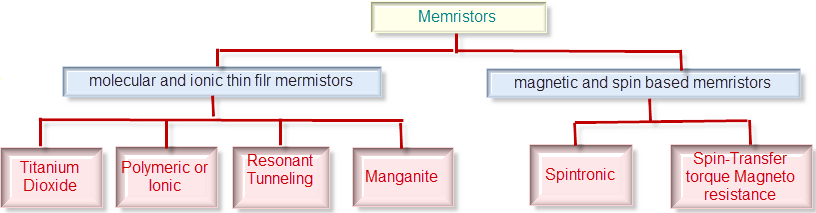 Memristors
molecular and ionic thin filr mermistors
magnetic and spin based memristors
Titanium
Dioxide
Polymeric or
Ionic
Resonant
Tunneling
Manganite
Spintronic
Spin-Transfer
torque Magneto
resistance